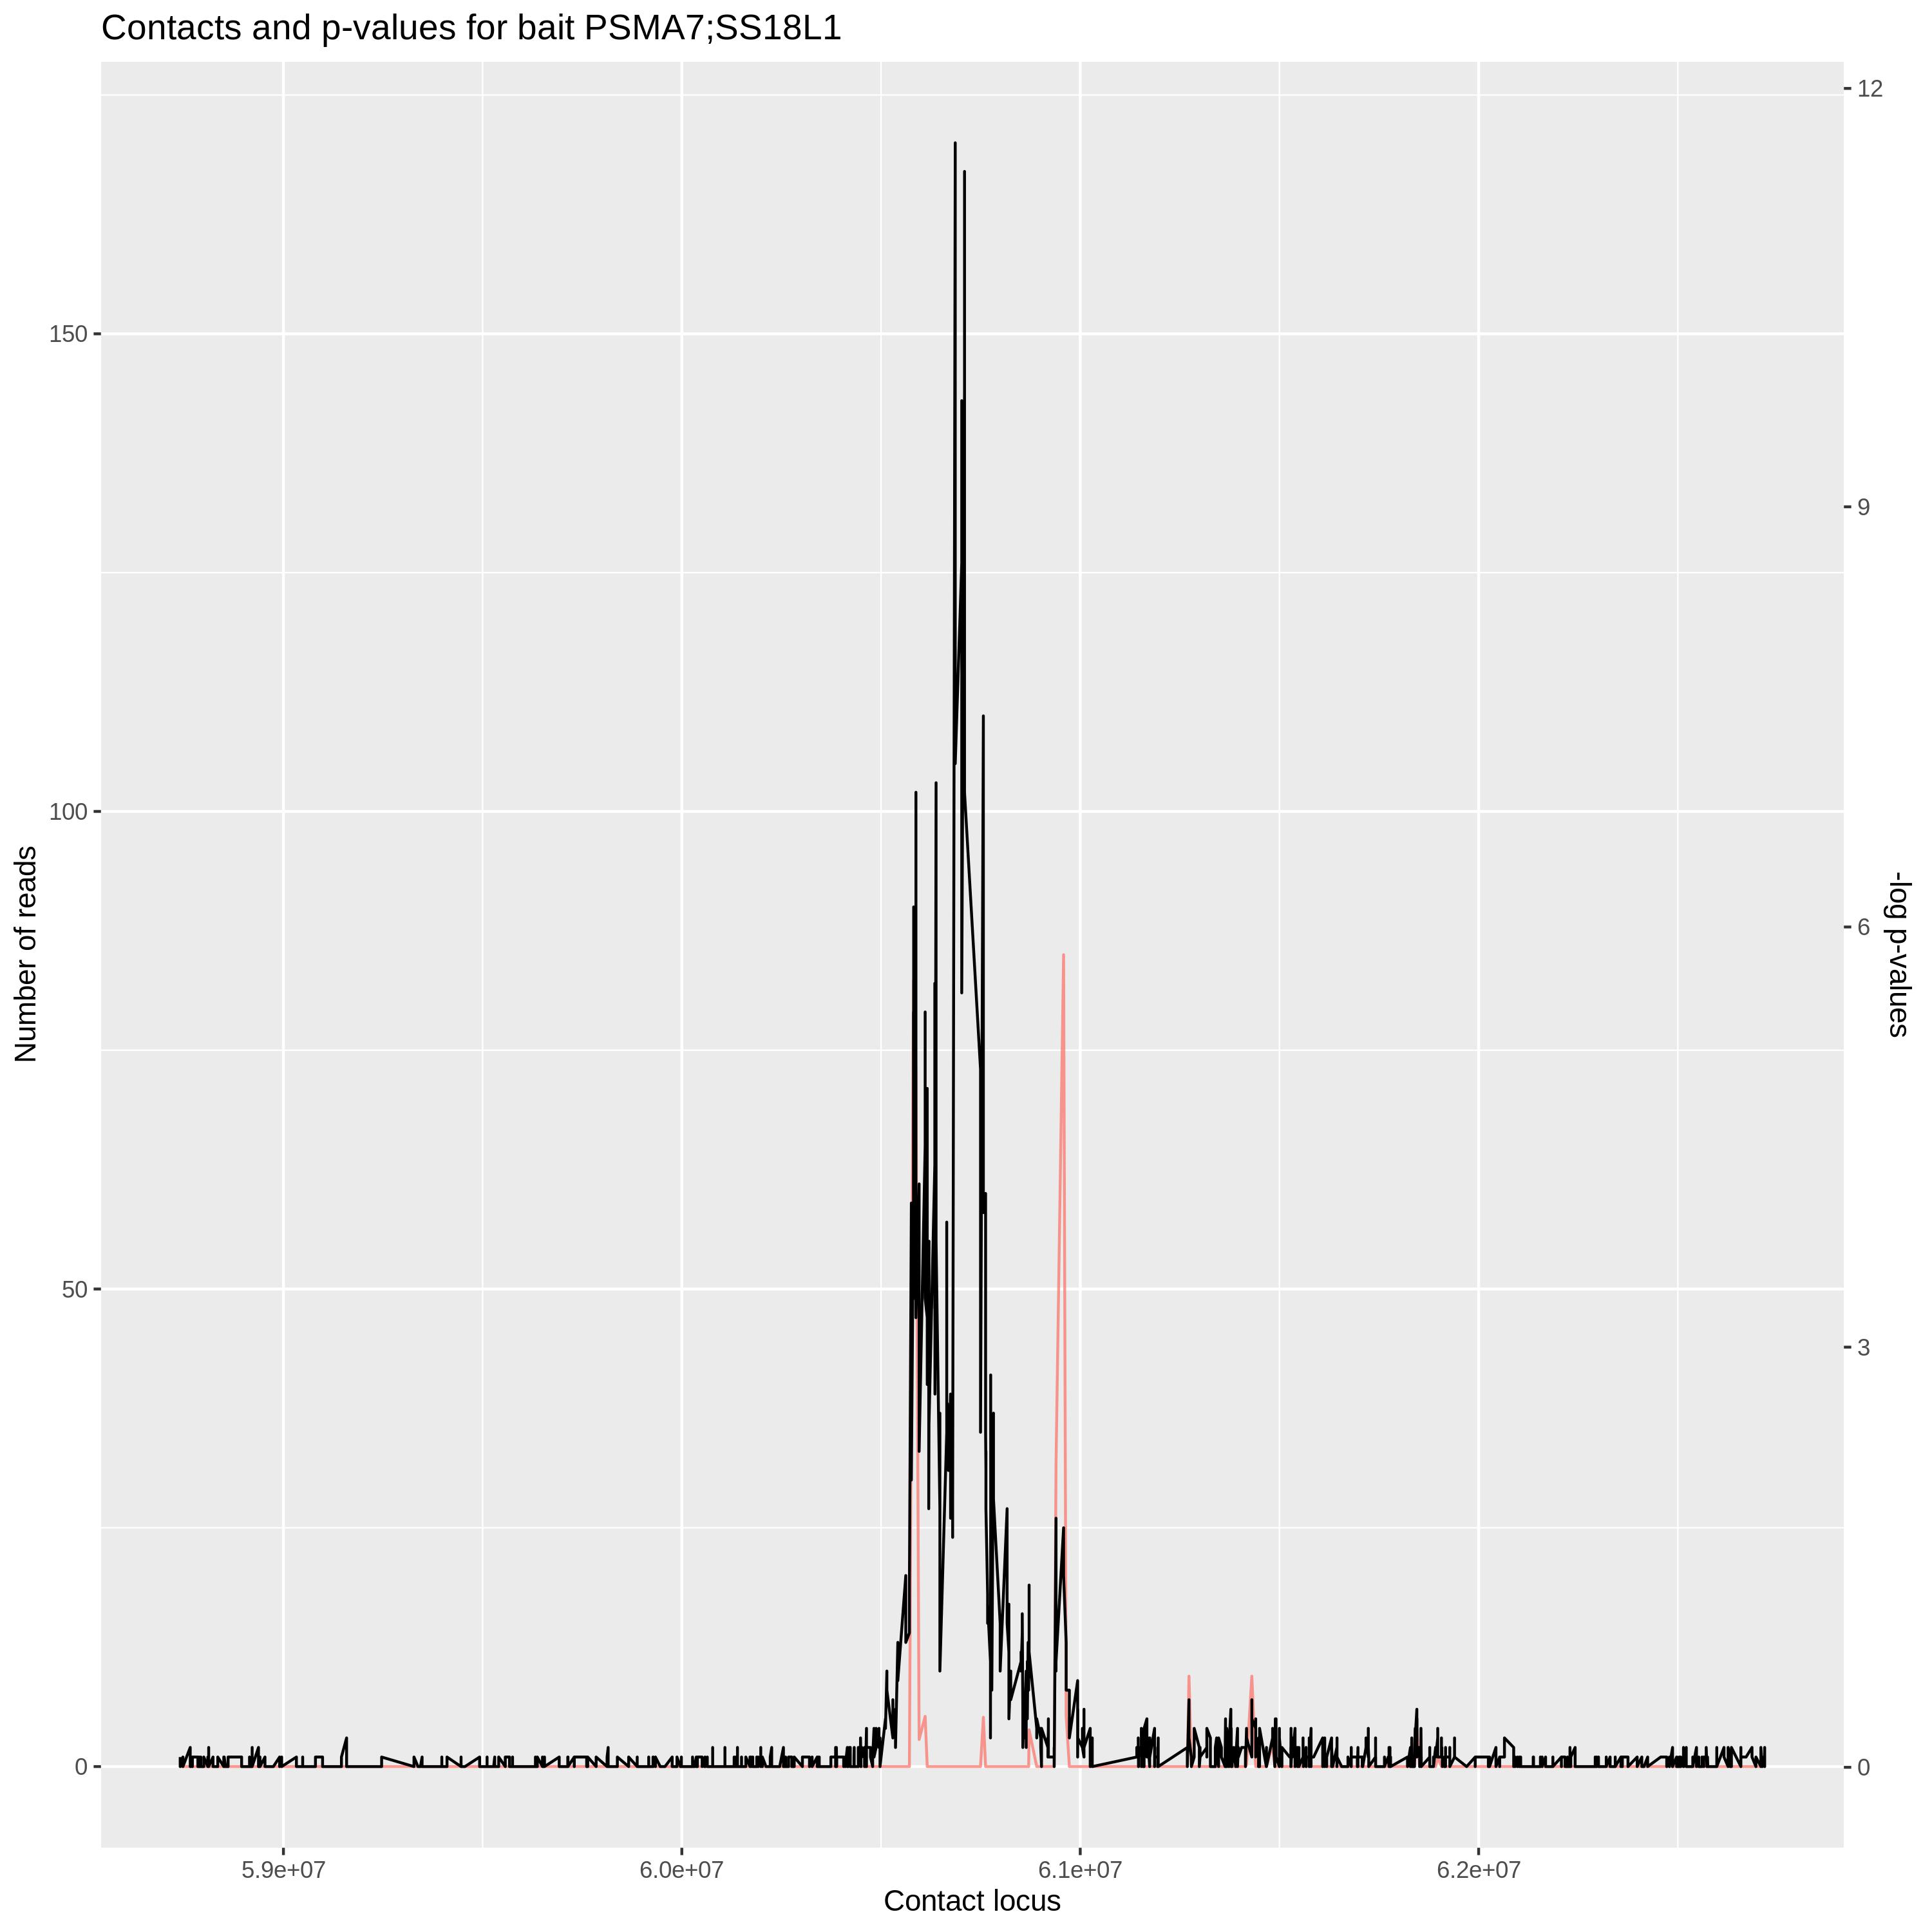 Contacts and p-values for bait PSMA7;SS18L1
150
100
50
0
Number of reads
12
9
6
3
0
-log p-values
5.9e+07
6.0e+07
6.1e+07
6.2e+07
Contact locus